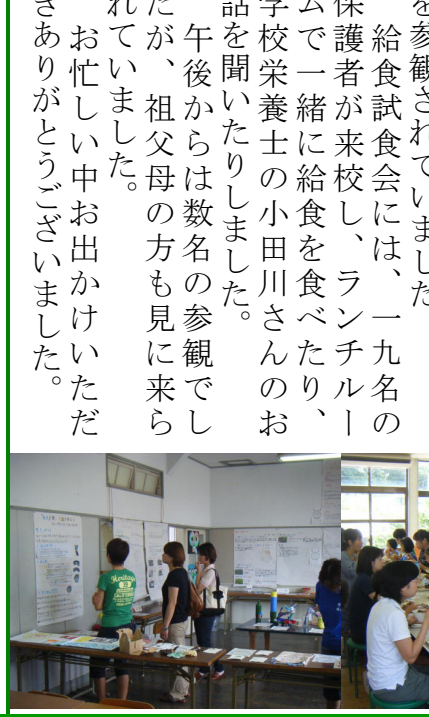 を参観されていました
給食試食会には、一九名の
保護者が来校し、ランチルー
ムで一緒に給食を食べたり、
学校栄養士の小田川さんのお
話を聞いたりしました。
午後からは数名の参観でし
たが、祖父母の方も見に来ら
れていました。
お忙しい中お出かけいただ
きありがとうございました。